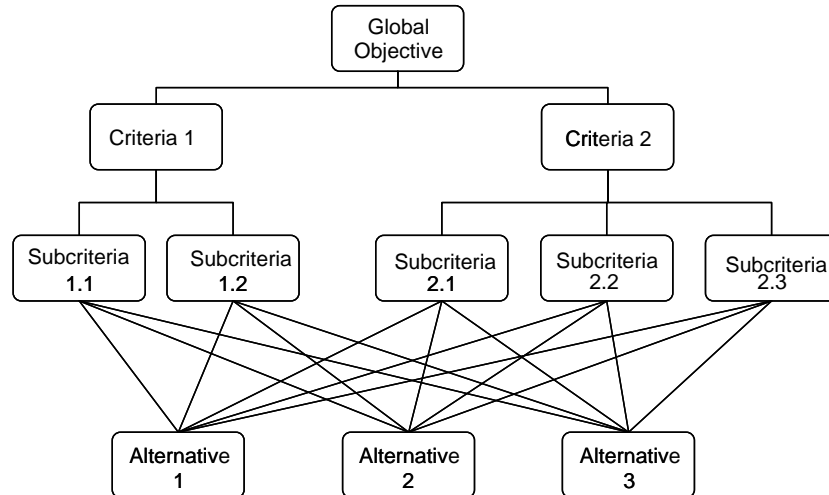 Global
Objective
Criteria 1
Criteria 2
Subcriteria
1.1
Subcriteria
1.2
Subcriteria
2.1
Subcriteria
2.2
Subcriteria
2.3
Alternative
1
Alternative
2
Alternative
3